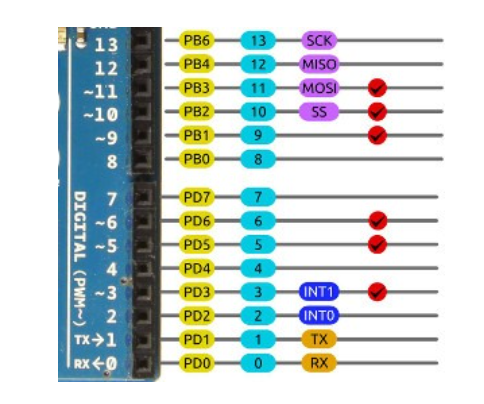 13 PB6 13 SCK
12 PB4 12 MISO
~11 PB3 11 MOSI
~10 PB2 10 SS
~9 PB1 9
8 PB0 8
7 PD7 7
~6 PD6 6
~5 PD5 5
4 PD4 4
~3 PD3 3 INT1
2 PD2 2 INT0
TX→1 PD1 1 TX
RX←0 PD0 0 RX
DIGITAL (PWM~)